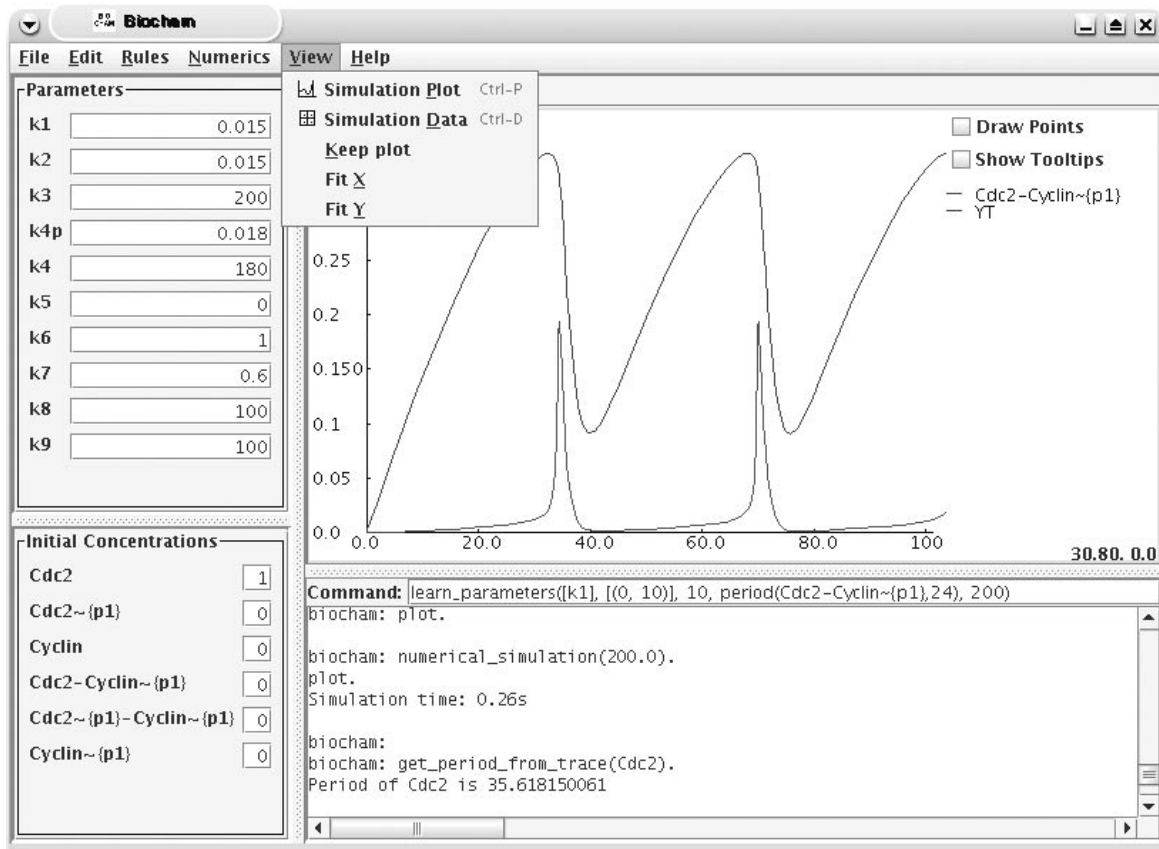 Biocham
File Edit Rules Numerics View Help
Simulation Plot Ctrl-P
Simulation Data Ctrl-D
Keep plot
Fit X
Fit Y
Parameters
k1 0.015
k2 0.015
k3 200
k4p 0.018
k4 180
k5 0
k6 1
k7 0.6
k8 100
k9 100
Initial Concentrations
Cdc2 1
Cdc2~{p1} 0
Cyclin 0
Cdc2-Cyclin~{p1} 0
Cdc2~{p1}-Cyclin~{p1} 0
Cyclin~{p1} 0
Draw Points
Show Tooltips
Cdc2-Cyclin~{p1}
YT
0.25
0.2
0.150
0.1
0.05
0.0
0.0 20.0 40.0 60.0 80.0 100
30.80. 0.0
Command: learn_parameters([k1], [(0, 10)], 10, period(Cdc2-Cyclin~{p1},24), 200)
biocham: plot.
biocham: numerical_simulation(200.0).
plot.
Simulation time: 0.26s
biocham:
biocham: get_period_from_trace(Cdc2).
Period of Cdc2 is 35.618150061